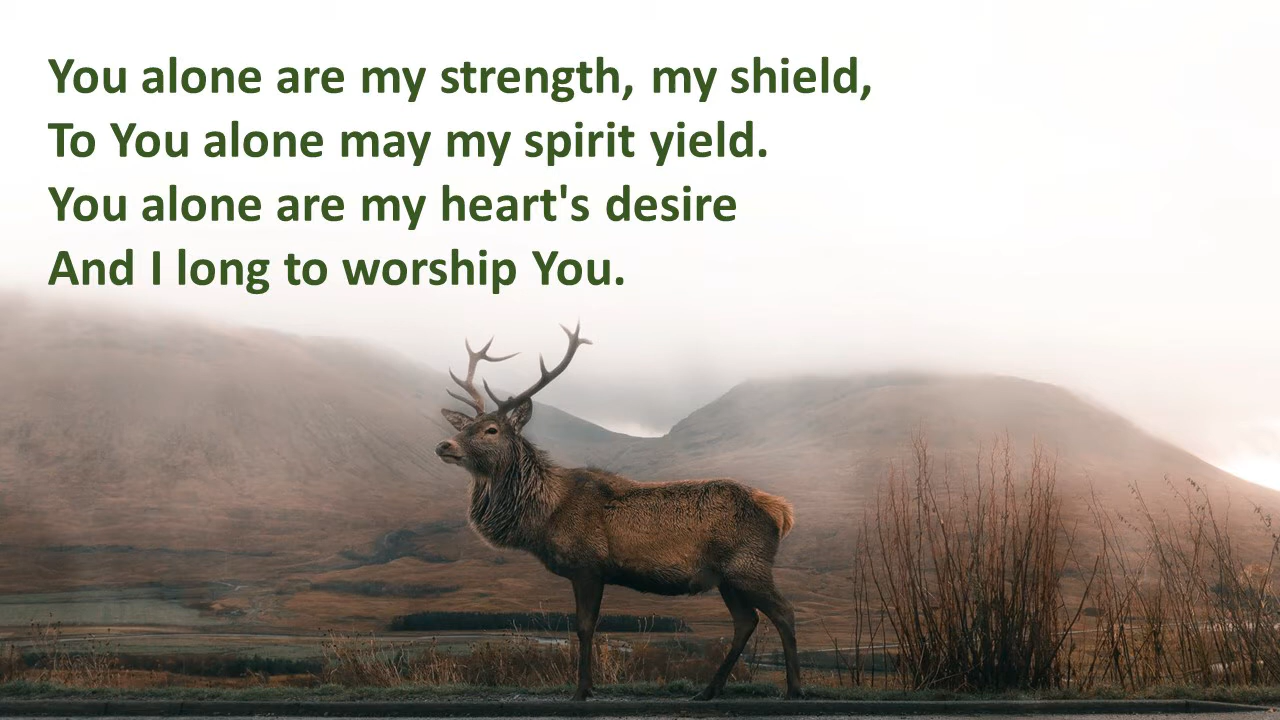 You alone are my strength, my shield,
To You alone may my spirit yield.
You alone are my heart's desire
And I long to worship You.